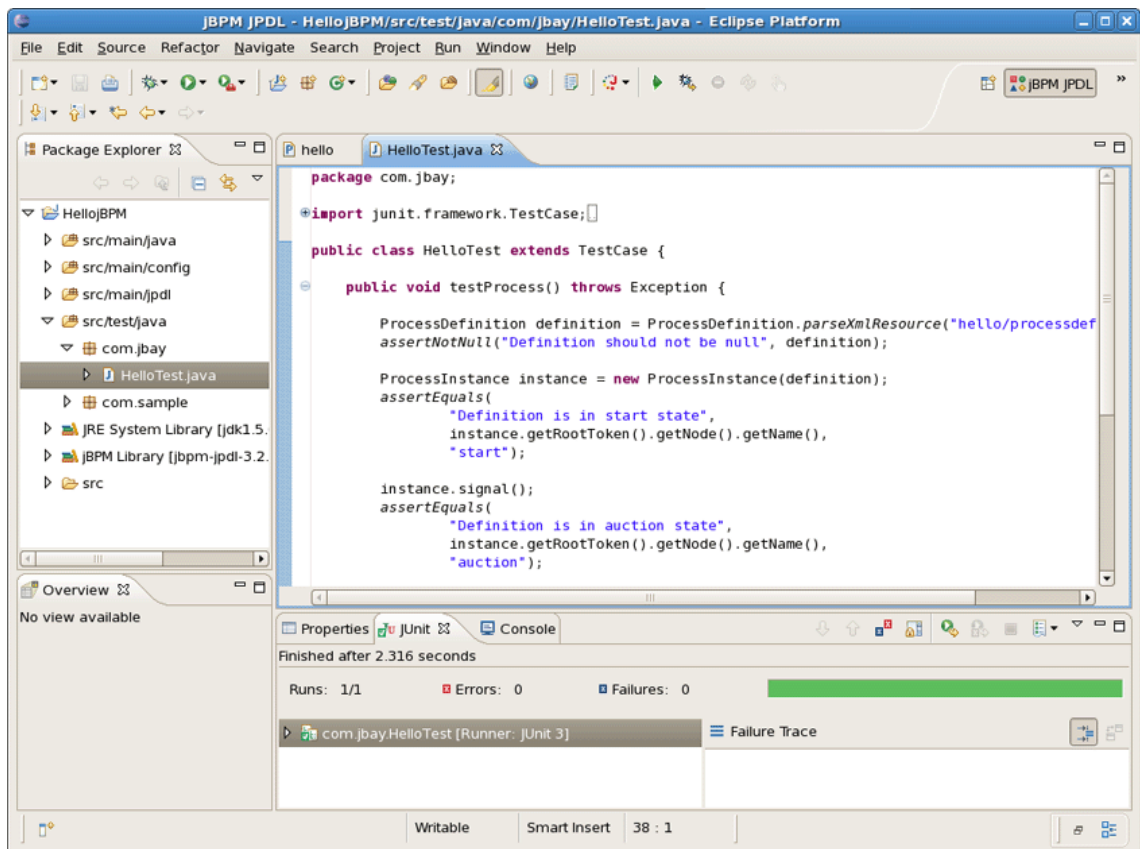 jBPM JPDL - HellojBPM/src/test/java/com/jbay/HelloTest.java - Eclipse Platform
File Edit Source Refactor Navigate Search Project Run Window Help
jBPM JPDL
Package Explorer
HellojBPM
src/main/java
src/main/config
src/main/jpdl
src/test/java
com.jbay
HelloTest.java
com.sample
JRE System Library [jdk1.5.
jBPM Library [jbpm-jpdl-3.2.
src
Overview
No view available
hello HelloTest.java
package com.jbay;
import junit.framework.TestCase;
public class HelloTest extends TestCase {
public void testProcess() throws Exception {
ProcessDefinition definition = ProcessDefinition.parseXmlResource("hello/processdef
assertNotNull("Definition should not be null", definition);
ProcessInstance instance = new ProcessInstance(definition);
assertEquals(
"Definition is in start state",
instance.getRootToken().getNode().getName(),
"start");
instance.signal();
assertEquals(
"Definition is in auction state",
instance.getRootToken().getNode().getName(),
"auction");
Properties JUnit Console
Finished after 2.316 seconds
Runs: 1/1 Errors: 0 Failures: 0
com.jbay.HelloTest [Runner: JUnit 3]
Failure Trace
Writable Smart Insert 38 : 1